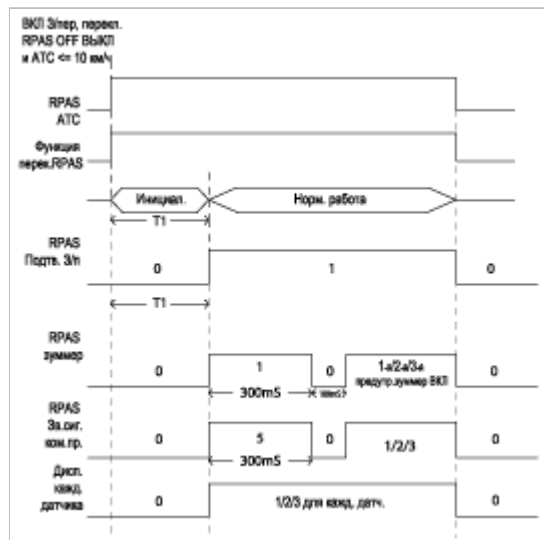 ВКЛ З/пер, перекл.
RPAS OFF ВЫКЛ
и АТС <= 10 км/ч
RPAS
АТС
Функция
перек.RPAS
Инициал.
Норм. работа
T1
RPAS
Подтв. З/п
0
1
0
T1
RPAS
зуммер
0
1
0
1-я/2-я/3-я
предупр.зуммер ВКЛ
0
300mS
RPAS
Зв.сиг.
ком.пр.
0
5
0
1/2/3
0
300mS
Дисп.
кажд.
датчика
0
1/2/3 для кажд. датч.
0